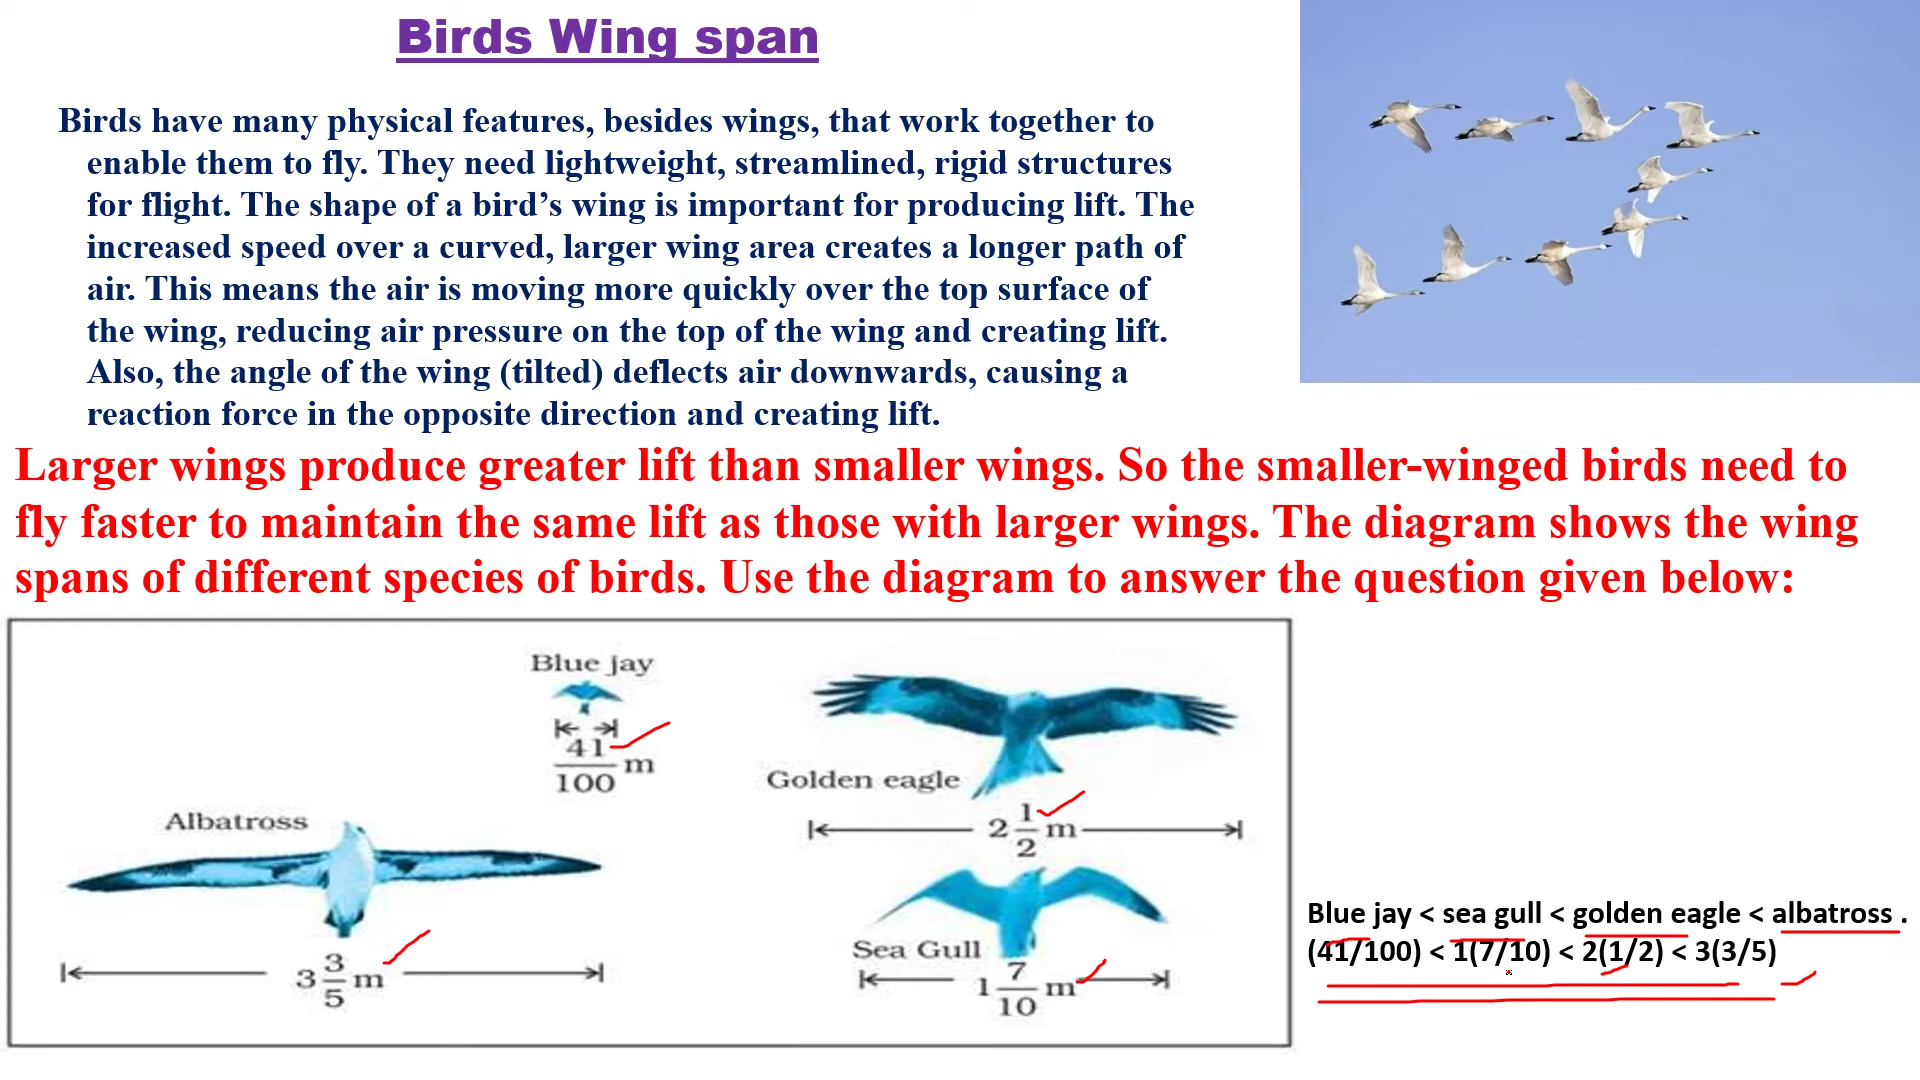 Birds Wing span
Birds have many physical features, besides wings, that work together to
enable them to fly. They need lightweight, streamlined, rigid structures
for flight. The shape of a bird’s wing is important for producing lift. The
increased speed over a curved, larger wing area creates a longer path of
air. This means the air is moving more quickly over the top surface of
the wing, reducing air pressure on the top of the wing and creating lift.
Also, the angle of the wing (tilted) deflects air downwards, causing a
reaction force in the opposite direction and creating lift.
Larger wings produce greater lift than smaller wings. So the smaller-winged birds need to
fly faster to maintain the same lift as those with larger wings. The diagram shows the wing
spans of different species of birds. Use the diagram to answer the question given below:
Blue jay
41/100 m
Golden eagle
2 1/2 m
Albatross
3 3/5 m
Sea Gull
1 7/10 m
Blue jay < sea gull < golden eagle < albatross .
(41/100) < 1(7/10) < 2(1/2) < 3(3/5)